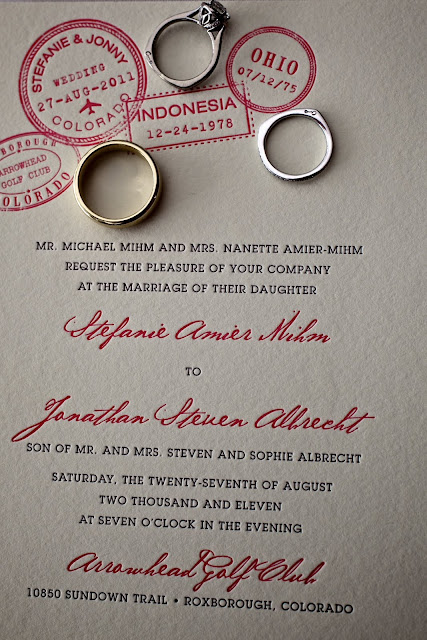 STEFANIE & JONNY
WEDDING
27-AUG-2011
COLORADO
OHIO
07/12/75
INDONESIA
12-24-1978
ARROWHEAD
GOLF CLUB
COLORADO
MR. MICHAEL MIHM AND MRS. NANETTE AMIER-MIHM
REQUEST THE PLEASURE OF YOUR COMPANY
AT THE MARRIAGE OF THEIR DAUGHTER
Stefanie Amier Mihm
TO
Jonathan Steven Albrecht
SON OF MR. AND MRS. STEVEN AND SOPHIE ALBRECHT
SATURDAY, THE TWENTY-SEVENTH OF AUGUST
TWO THOUSAND AND ELEVEN
AT SEVEN O'CLOCK IN THE EVENING
Arrowhead Golf Club
10850 SUNDOWN TRAIL • ROXBOROUGH, COLORADO